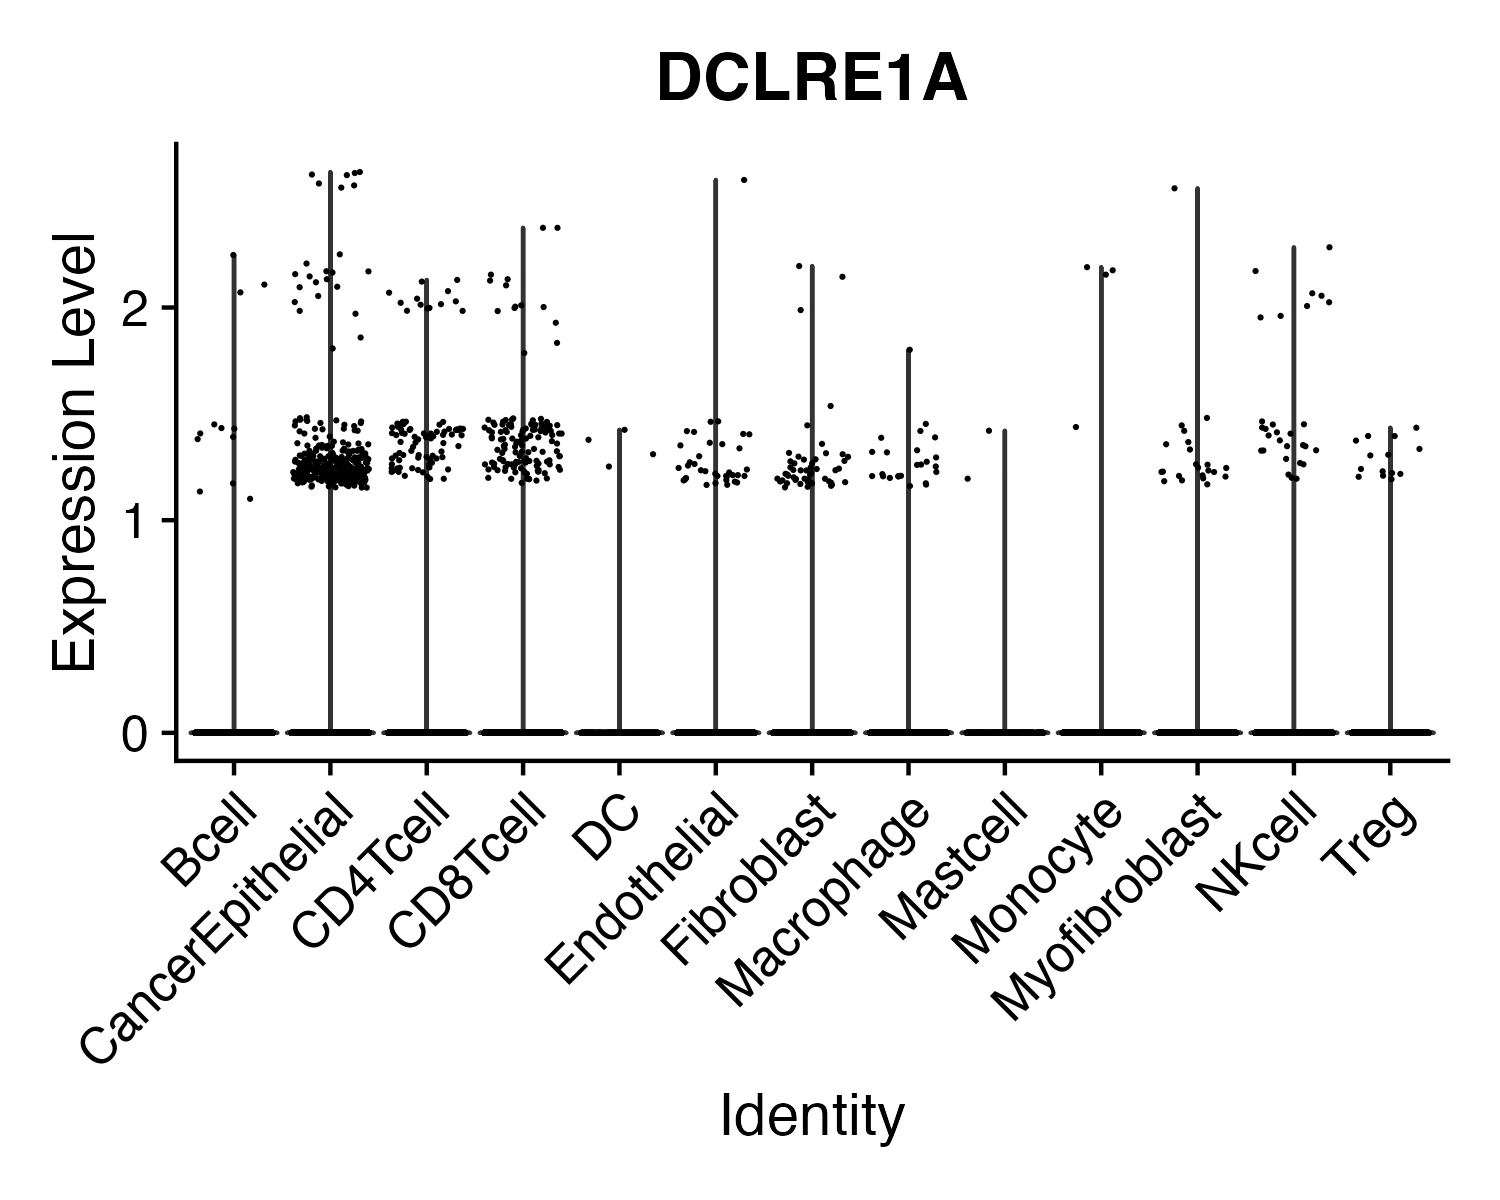 DCLRE1A
Expression Level
2
1
0
Bcell
CancerEpithelial
CD4Tcell
CD8Tcell
DC
Endothelial
Fibroblast
Macrophage
Mastcell
Monocyte
Myofibroblast
NKcell
Treg
Identity